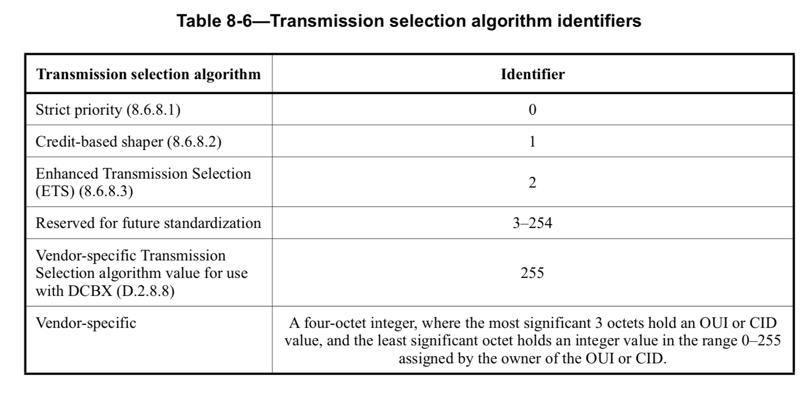 Table 8-6—Transmission selection algorithm identifiers
Transmission selection algorithm
Identifier
Strict priority (8.6.8.1)
0
Credit-based shaper (8.6.8.2)
1
Enhanced Transmission Selection
(ETS) (8.6.8.3)
2
Reserved for future standardization
3–254
Vendor-specific Transmission
Selection algorithm value for use
with DCBX (D.2.8.8)
255
Vendor-specific
A four-octet integer, where the most significant 3 octets hold an OUI or CID
value, and the least significant octet holds an integer value in the range 0–255
assigned by the owner of the OUI or CID.